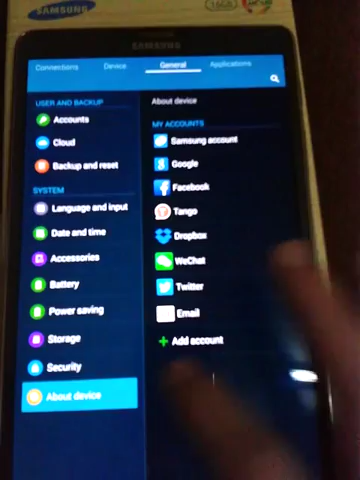 SAMSUNG
16GB
SAMSUNG
Connections
Device
General
Applications
USER AND BACKUP
Accounts
Cloud
Backup and reset
SYSTEM
Language and input
Date and time
Accessories
Battery
Power saving
Storage
Security
About device
About device
MY ACCOUNTS
Samsung account
Google
Facebook
Tango
Dropbox
WeChat
Twitter
Email
Add account